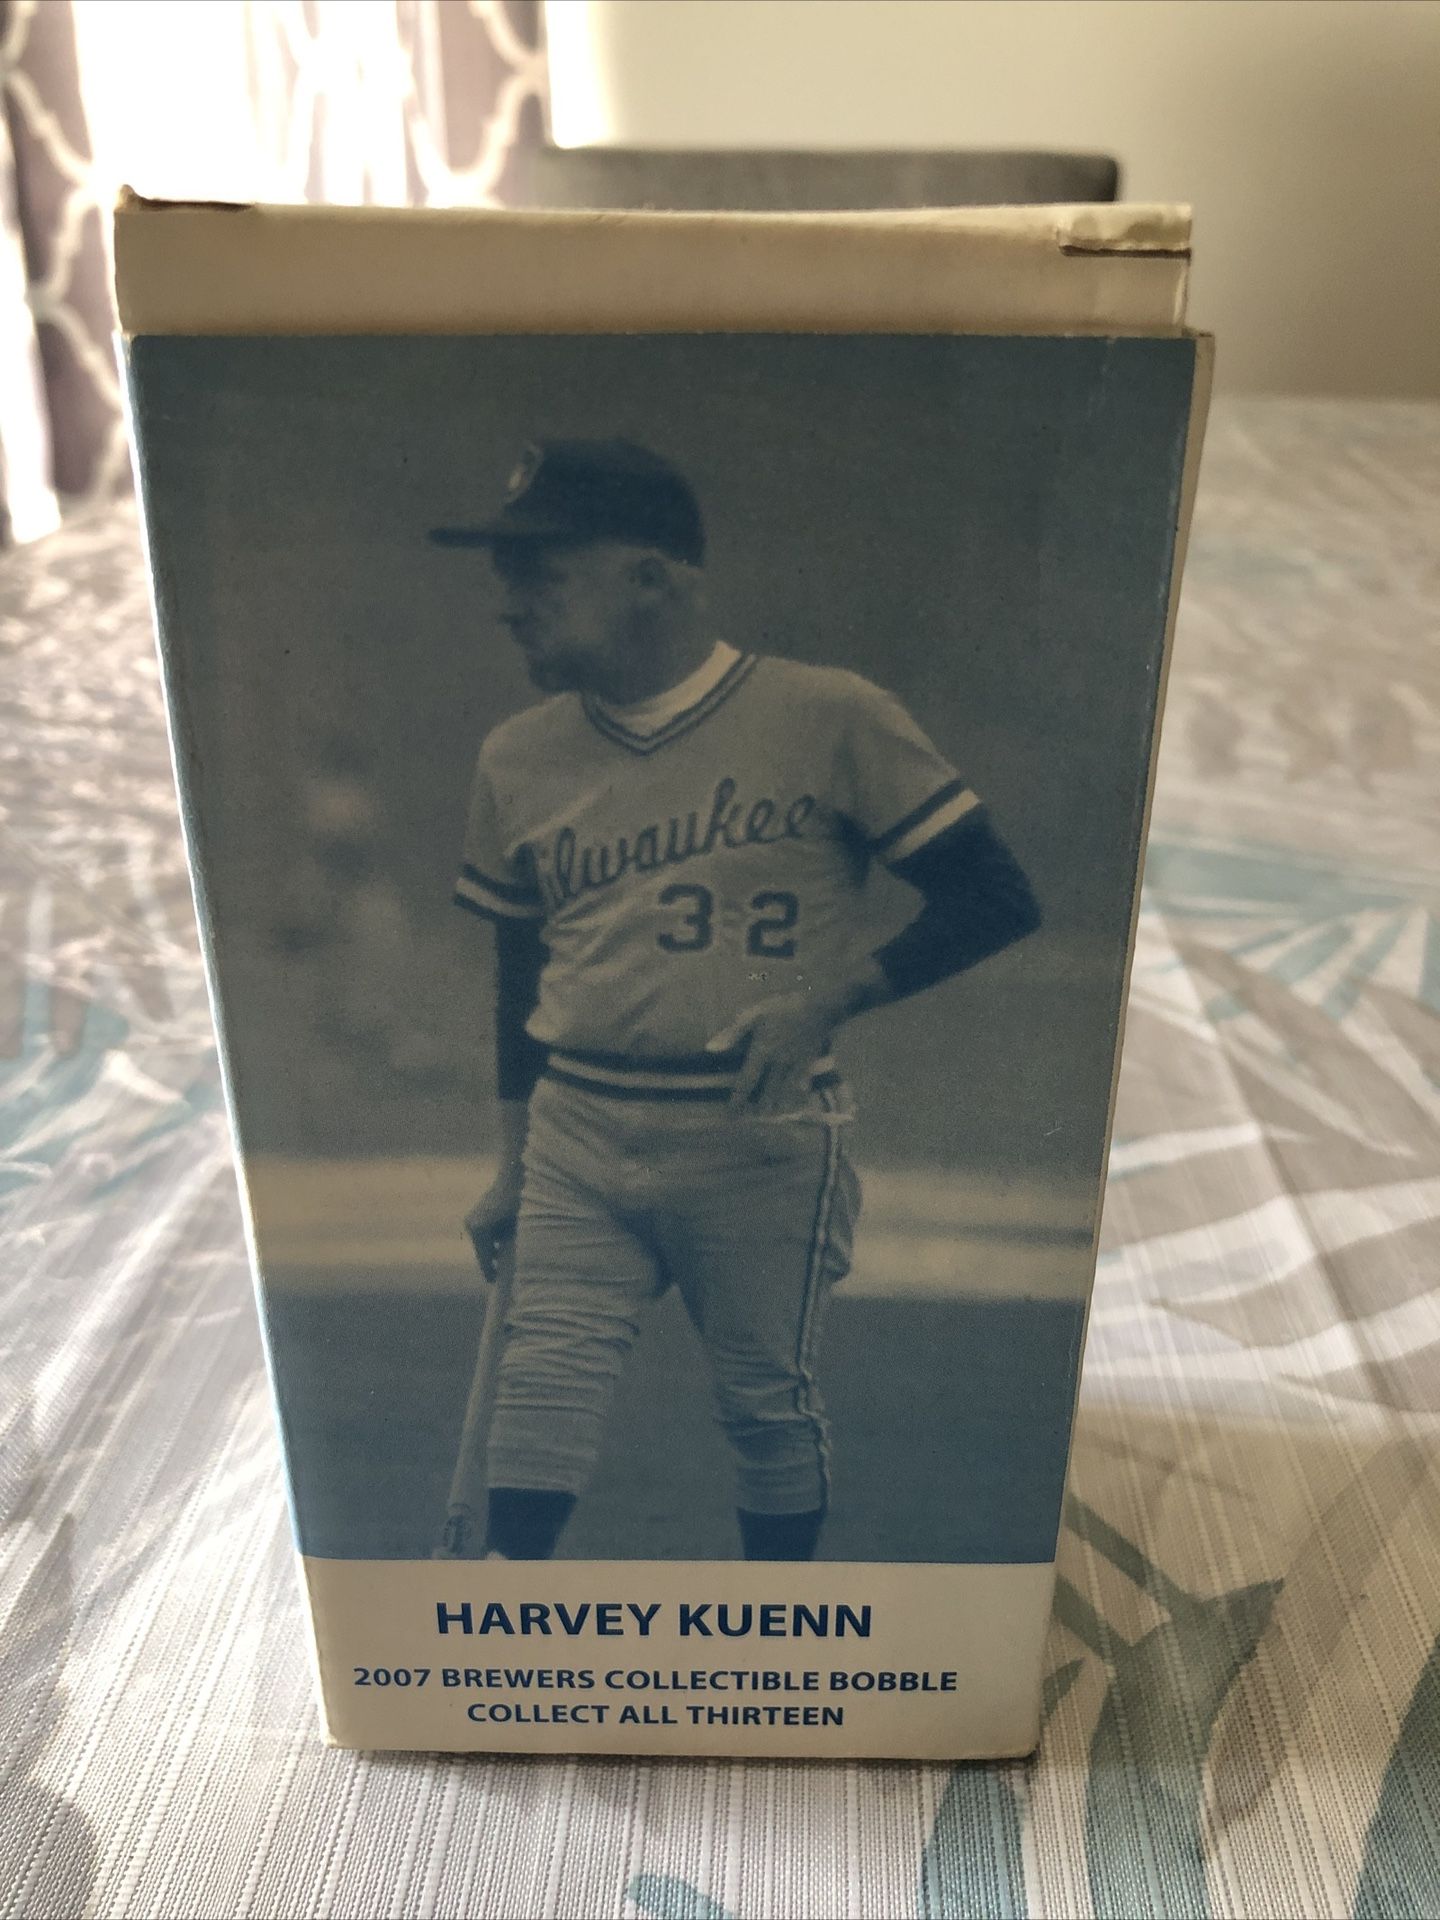 ilwaukee
32
HARVEY KUENN
2007 BREWERS COLLECTIBLE BOBBLE
COLLECT ALL THIRTEEN